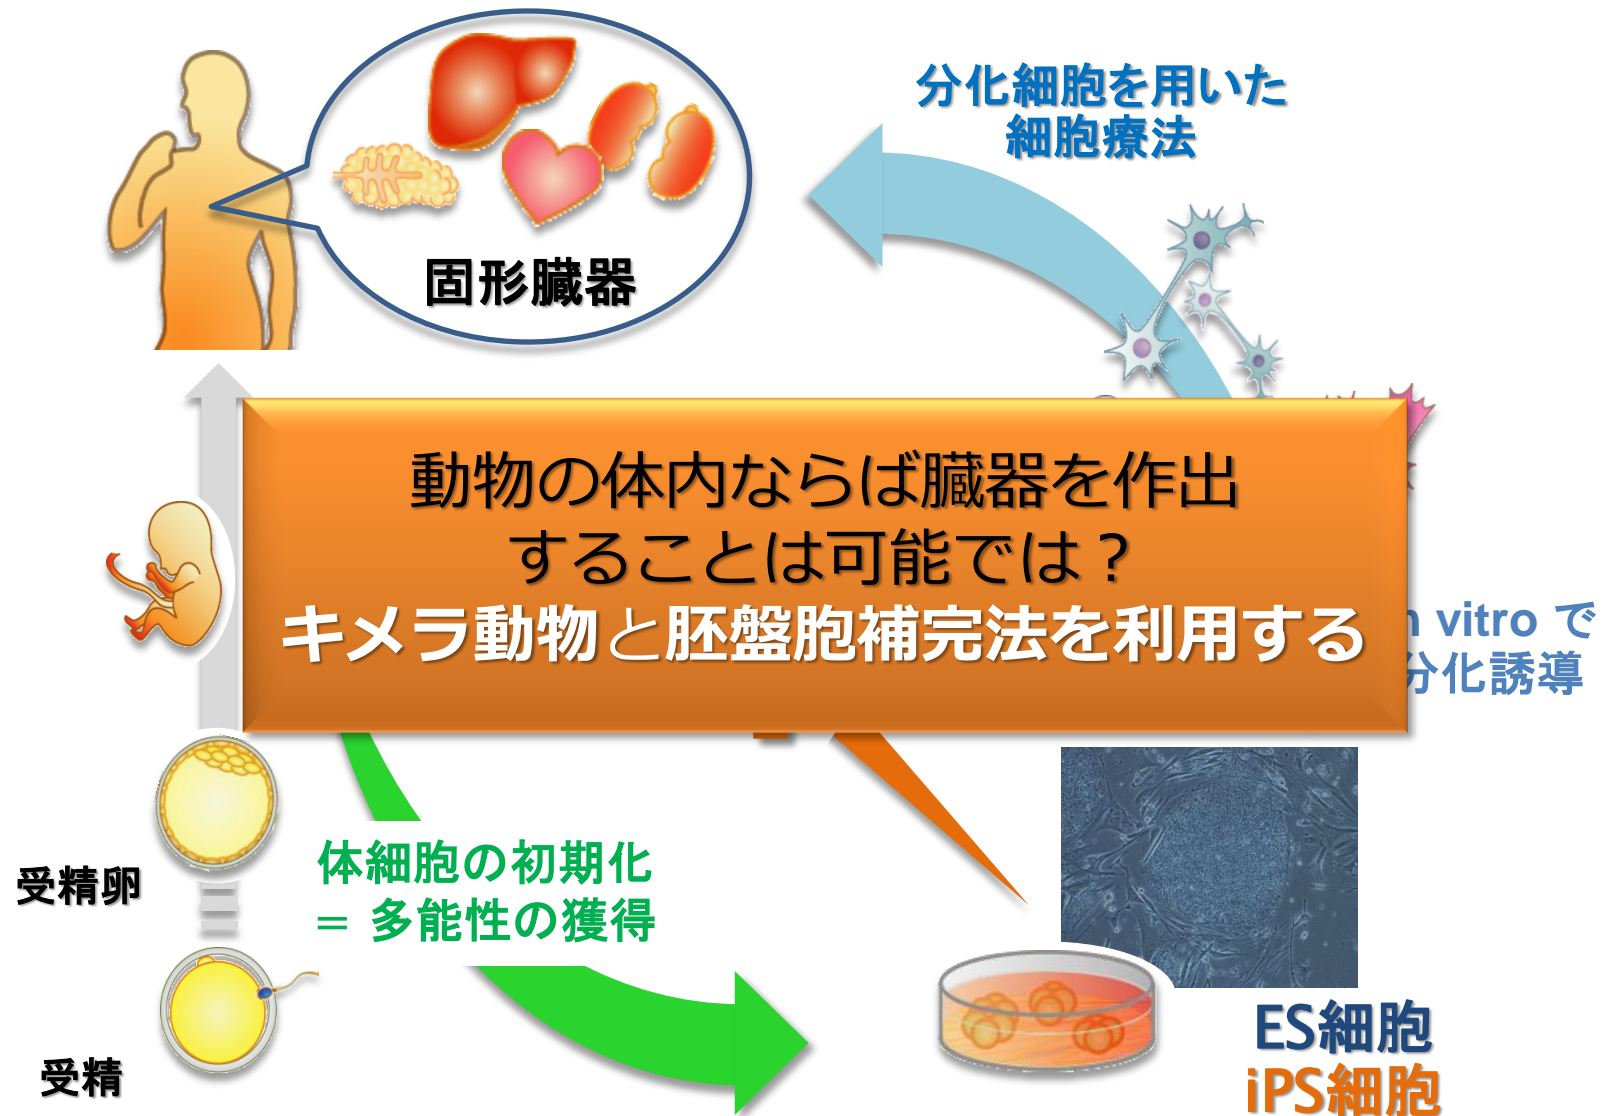 分化細胞を用いた
細胞療法
固形臓器
動物の体内ならば臓器を作出
することは可能では？
キメラ動物と胚盤胞補完法を利用する
vitro で
分化誘導
受精卵
体細胞の初期化
= 多能性の獲得
受精
ES細胞
iPS細胞